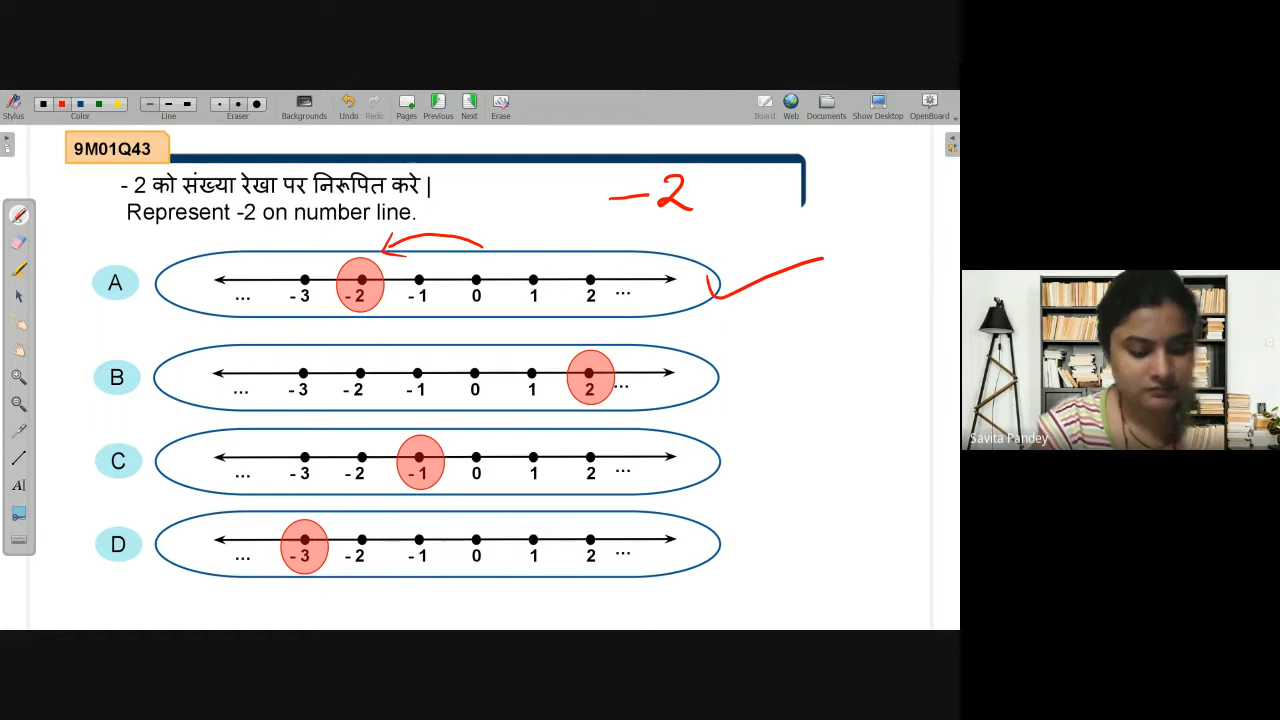 Stylus Color Line Eraser Backgrounds Undo Redo Pages Previous Next Erase Board Web Documents Show Desktop OpenBoard
9M01Q43
- 2 को संख्या रेखा पर निरूपित करे |
Represent -2 on number line.
-2
A
... - 3 - 2 - 1 0 1 2 ...
B
... - 3 - 2 - 1 0 1 2 ...
C
... - 3 - 2 - 1 0 1 2 ...
D
... - 3 - 2 - 1 0 1 2 ...
Savita Pandey